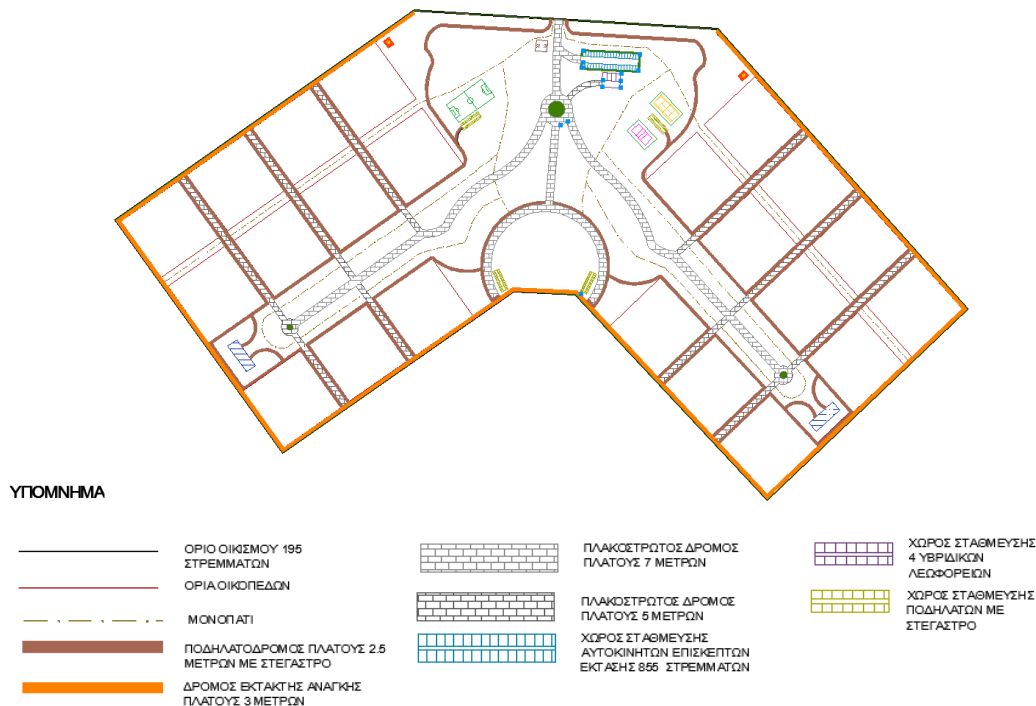 ΥΠΟΜΝΗΜΑ
ΟΡΙΟ ΟΙΚΙΣΜΟΥ 195
ΣΤΡΕΜΜΑΤΩΝ
ΟΡΙΑ ΟΙΚΟΠΕΔΩΝ
ΜΟΝΟΠΑΤΙ
ΠΟΔΗΛΑΤΟΔΡΟΜΟΣ ΠΛΑΤΟΥΣ 2.5
ΜΕΤΡΩΝ ΜΕ ΣΤΕΓΑΣΤΡΟ
ΔΡΟΜΟΣ ΕΚΤΑΚΤΗΣ ΑΝΑΓΚΗΣ
ΠΛΑΤΟΥΣ 3 ΜΕΤΡΩΝ
ΠΛΑΚΟΣΤΡΩΤΟΣ ΔΡΟΜΟΣ
ΠΛΑΤΟΥΣ 7 ΜΕΤΡΩΝ
ΠΛΑΚΟΣΤΡΩΤΟΣ ΔΡΟΜΟΣ
ΠΛΑΤΟΥΣ 5 ΜΕΤΡΩΝ
ΧΩΡΟΣ ΣΤΑΘΜΕΥΣΗΣ
ΑΥΤΟΚΙΝΗΤΩΝ ΕΠΙΣΚΕΠΤΩΝ
ΕΚΤΑΣΗΣ 855 ΣΤΡΕΜΜΑΤΩΝ
ΧΩΡΟΣ ΣΤΑΘΜΕΥΣΗΣ
4 ΥΒΡΙΔΙΚΩΝ
ΛΕΩΦΟΡΕΙΩΝ
ΧΩΡΟΣ ΣΤΑΘΜΕΥΣΗΣ
ΠΟΔΗΛΑΤΩΝ ΜΕ
ΣΤΕΓΑΣΤΡΟ